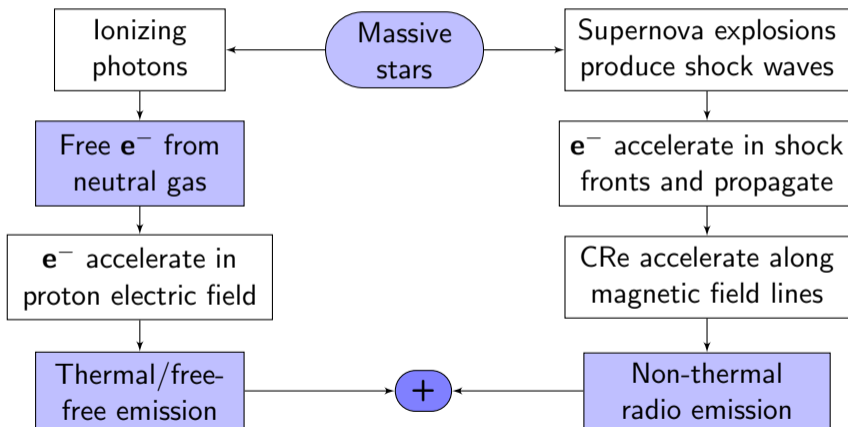 Ionizing
photons
Massive
stars
Supernova explosions
produce shock waves
Free e⁻ from
neutral gas
e⁻ accelerate in shock
fronts and propagate
e⁻ accelerate in
proton electric field
CRe accelerate along
magnetic field lines
Thermal/free-
free emission
+
Non-thermal
radio emission